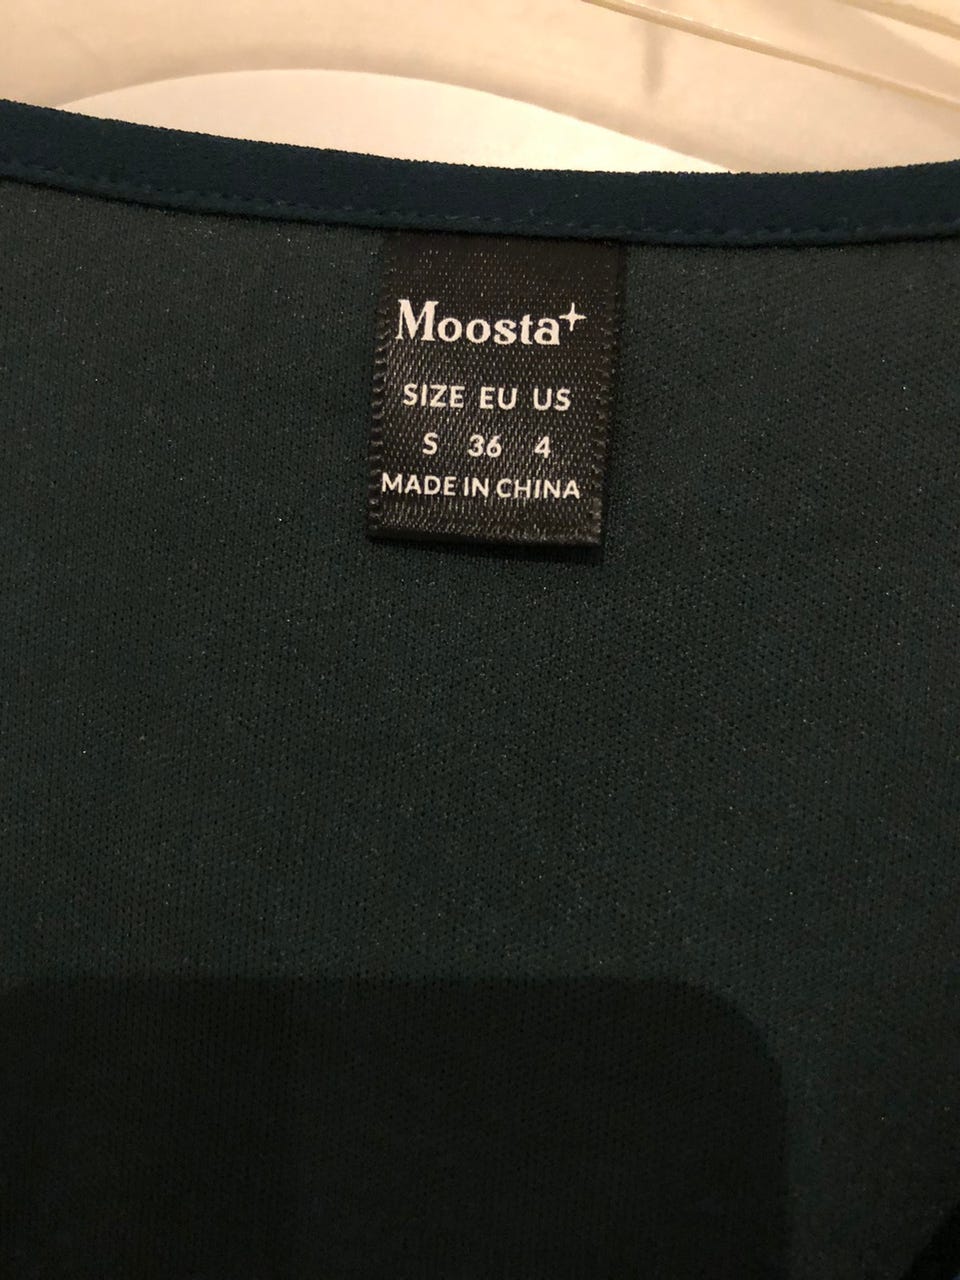 Moosta
SIZE EU US
S 36 4
MADE IN CHINA